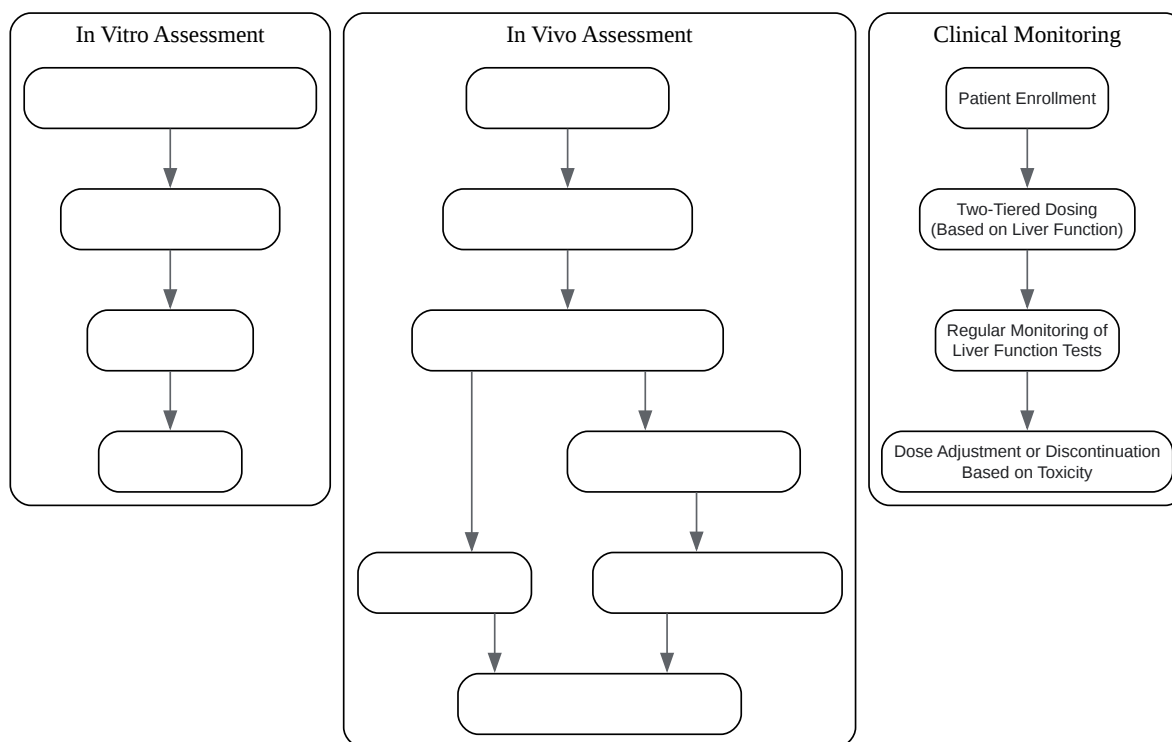 In Vitro Assessment
In Vivo Assessment
Clinical Monitoring
Patient Enrollment
Two-Tiered Dosing
(Based on Liver Function)
Regular Monitoring of
Liver Function Tests
Dose Adjustment or Discontinuation
Based on Toxicity